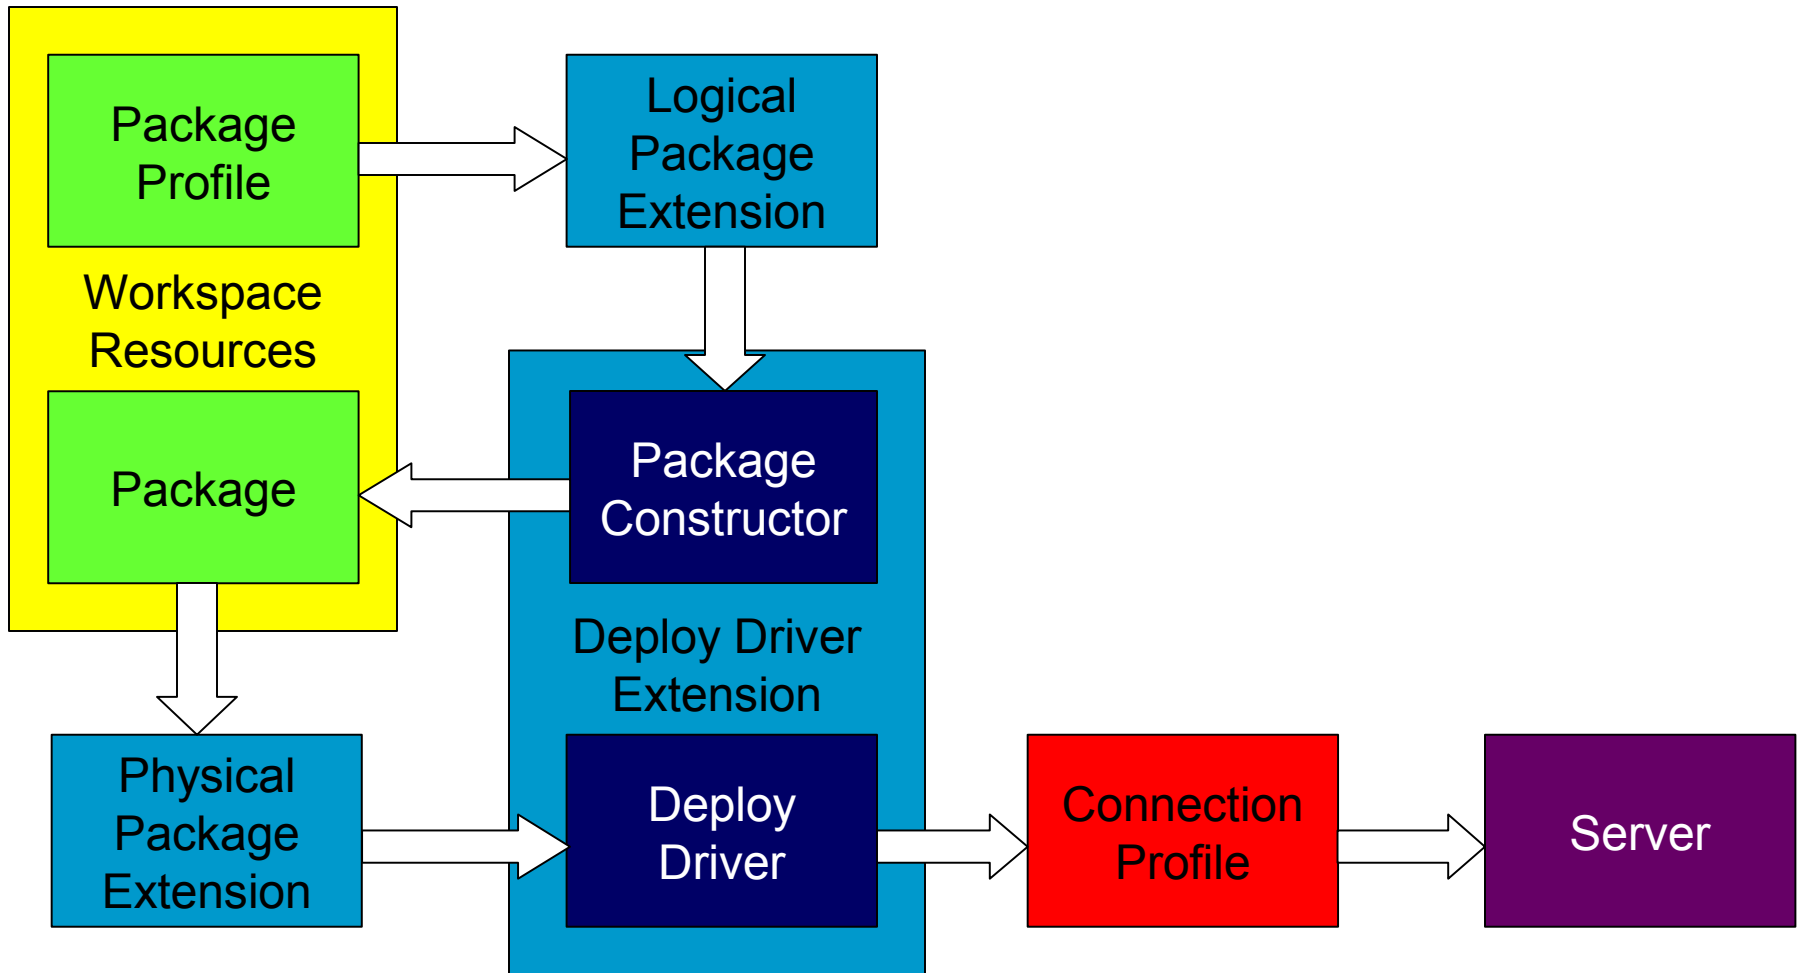 Package
Profile
Logical
Package
Extension
Workspace
Resources
Package
Package
Constructor
Deploy Driver
Extension
Physical
Package
Extension
Deploy
Driver
Connection
Profile
Server